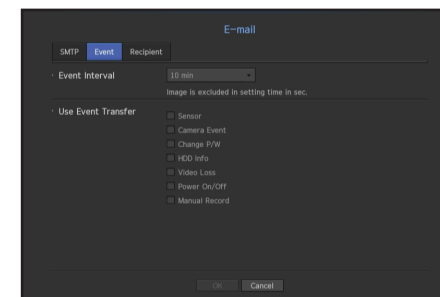 E-mail
SMTP Event Recipient
· Event Interval 10 min
Image is excluded in setting time in sec.
· Use Event Transfer Sensor
Camera Event
Change P/W
HDD Info
Video Loss
Power On/Off
Manual Record
OK Cancel